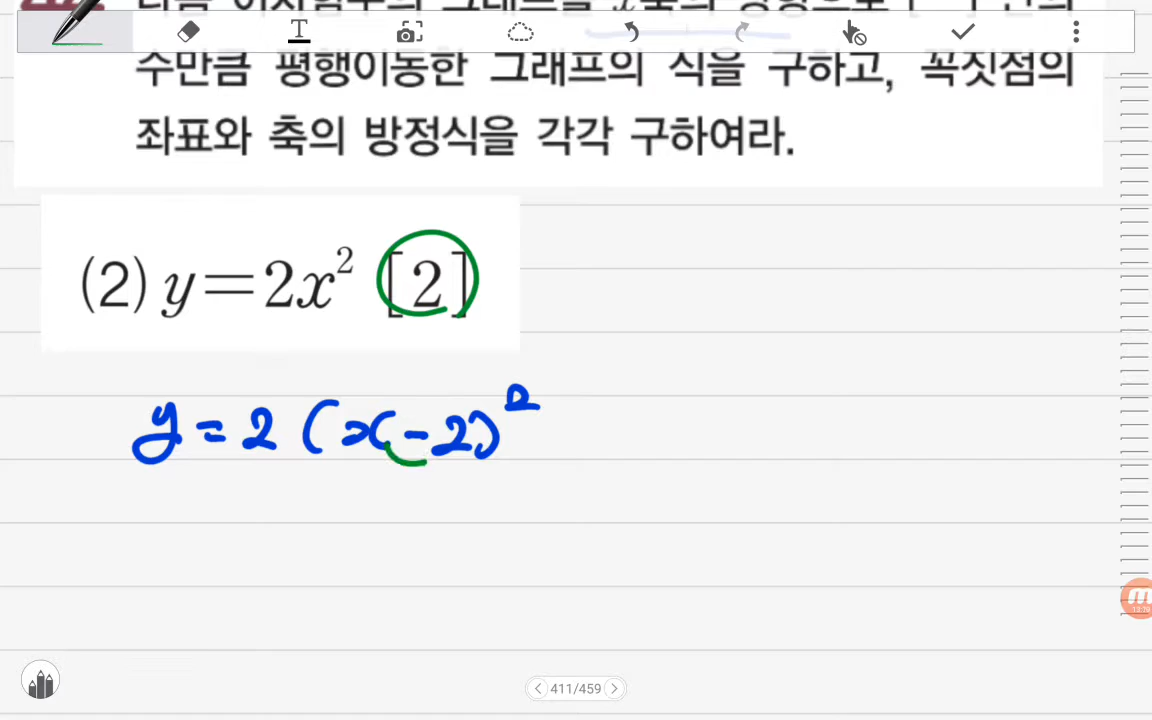 수만큼 평행이동한 그래프의 식을 구하고, 꼭짓점의
좌표와 축의 방정식을 각각 구하여라.
(2) y=2x² [2]
y = 2 (x-2)²
411/459